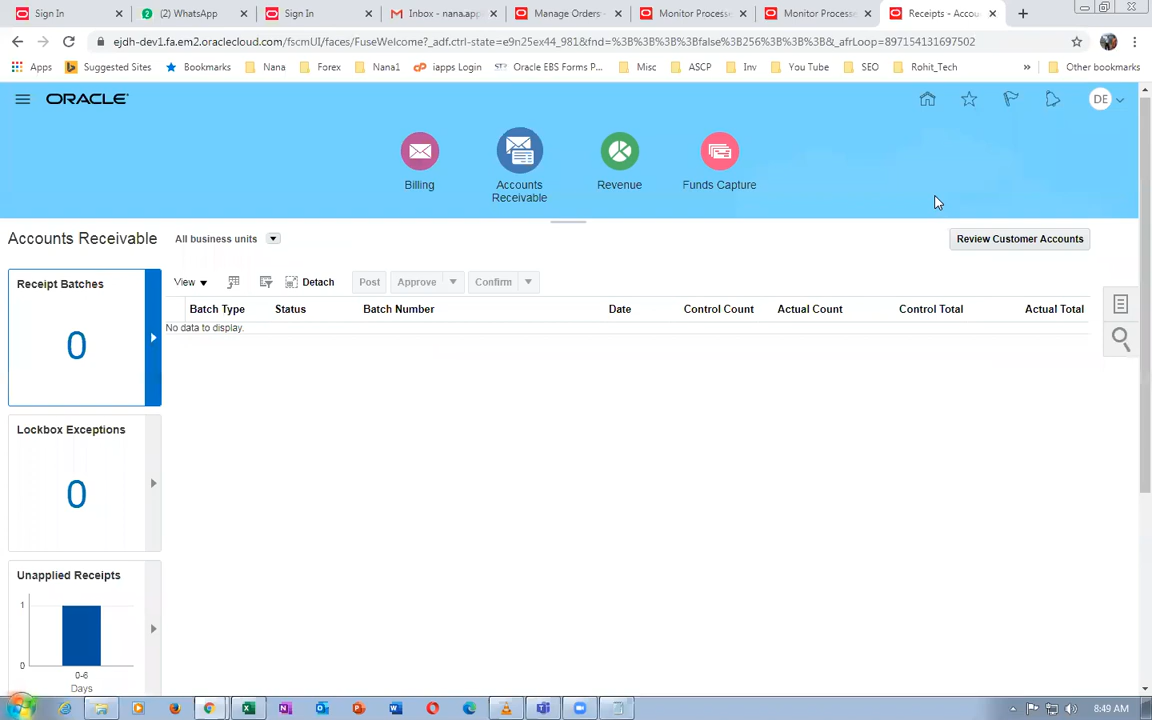 Sign In
(2) WhatsApp
Sign In
Inbox - nana.app
Manage Orders
Monitor Processe
Monitor Processe
Receipts - Accou
ejdh-dev1.fa.em2.oraclecloud.com/fscmUI/faces/FuseWelcome?_adf.ctrl-state=e9n25ex44_981&fnd=%3B%3B%3B%3Bfalse%3B256%3B%3B%3B&_afrLoop=897154131697502
Apps
Suggested Sites
Bookmarks
Nana
Forex
Nana1
iapps Login
Oracle EBS Forms P...
Misc
ASCP
Inv
You Tube
SEO
Rohit_Tech
»
Other bookmarks
ORACLE
DE
Billing
Accounts
Receivable
Revenue
Funds Capture
Accounts Receivable
All business units
Review Customer Accounts
Receipt Batches
0
View
Detach
Post
Approve
Confirm
Batch Type
Status
Batch Number
Date
Control Count
Actual Count
Control Total
Actual Total
No data to display.
Lockbox Exceptions
0
Unapplied Receipts
1
0
0-6
Days
8:49 AM